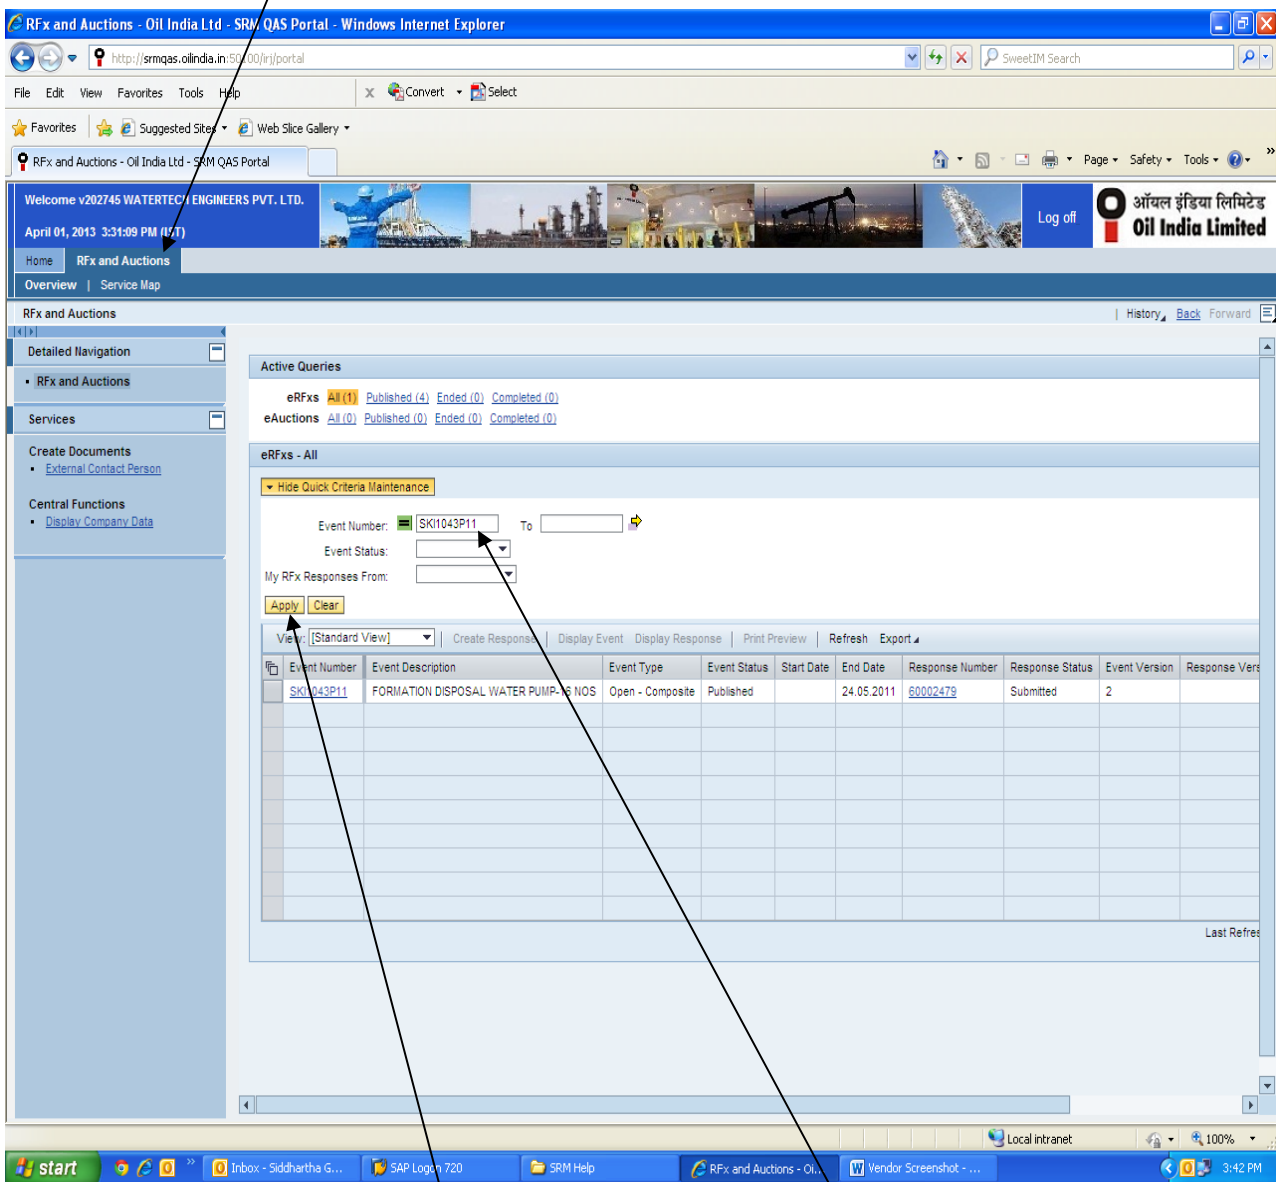 RFx and Auctions - Oil India Ltd - SRM QAS Portal - Windows Internet Explorer
http://srmqas.oilindia.in:50100/irj/portal
SweetIM Search
File Edit View Favorites Tools Help
x Convert Select
Favorites Suggested Sites Web Slice Gallery
RFx and Auctions - Oil India Ltd - SRM QAS Portal
Page Safety Tools »
Welcome v202745 WATERTECH ENGINEERS PVT. LTD.
April 01, 2013 3:31:09 PM (IST)
Log off
ऑयल इंडिया लिमिटेड
Oil India Limited
Home RFx and Auctions
Overview | Service Map
RFx and Auctions
| History Back Forward
Detailed Navigation
RFx and Auctions
Services
Create Documents
External Contact Person
Central Functions
Display Company Data
Active Queries
eRFxs All (1) Published (4) Ended (0) Completed (0)
eAuctions All (0) Published (0) Ended (0) Completed (0)
eRFxs - All
Hide Quick Criteria Maintenance
Event Number: SKI1043P11 To
Event Status:
My RFx Responses From:
Apply Clear
View: [Standard View] | Create Response | Display Event Display Response | Print Preview | Refresh Export
Event Number Event Description Event Type Event Status Start Date End Date Response Number Response Status Event Version Response Vers
SKI1043P11 FORMATION DISPOSAL WATER PUMP-16 NOS Open - Composite Published 24.05.2011 60002479 Submitted 2
Last Refres
Local intranet 100%
start » Inbox - Siddhartha G... SAP Logon 720 SRM Help RFx and Auctions - Oi... Vendor Screenshot - ... 3:42 PM